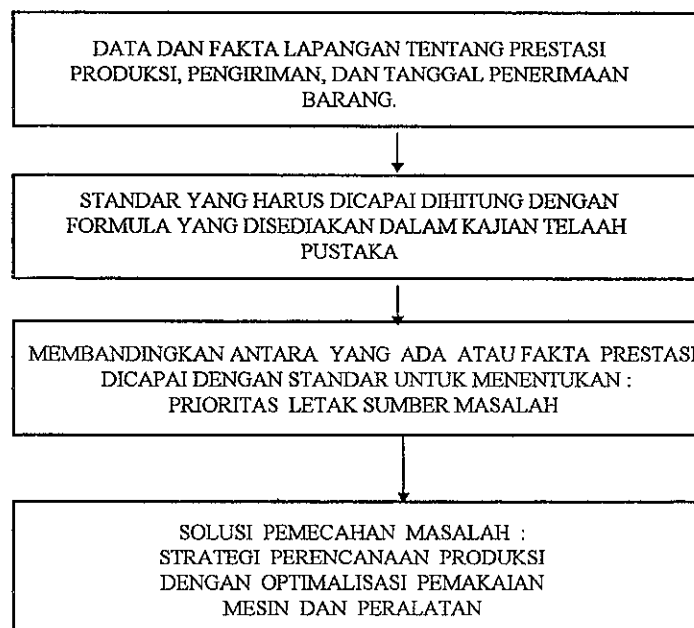 DATA DAN FAKTA LAPANGAN TENTANG PRESTASI
PRODUKSI, PENGIRIMAN, DAN TANGGAL PENERIMAAN
BARANG.
STANDAR YANG HARUS DICAPAI DIHITUNG DENGAN
FORMULA YANG DISEDIAKAN DALAM KAJIAN TELAAH
PUSTAKA
MEMBANDINGKAN ANTARA YANG ADA ATAU FAKTA PRESTASI
DICAPAI DENGAN STANDAR UNTUK MENENTUKAN :
PRIORITAS LETAK SUMBER MASALAH
SOLUSI PEMECAHAN MASALAH :
STRATEGI PERENCANAAN PRODUKSI
DENGAN OPTIMALISASI PEMAKAIAN
MESIN DAN PERALATAN